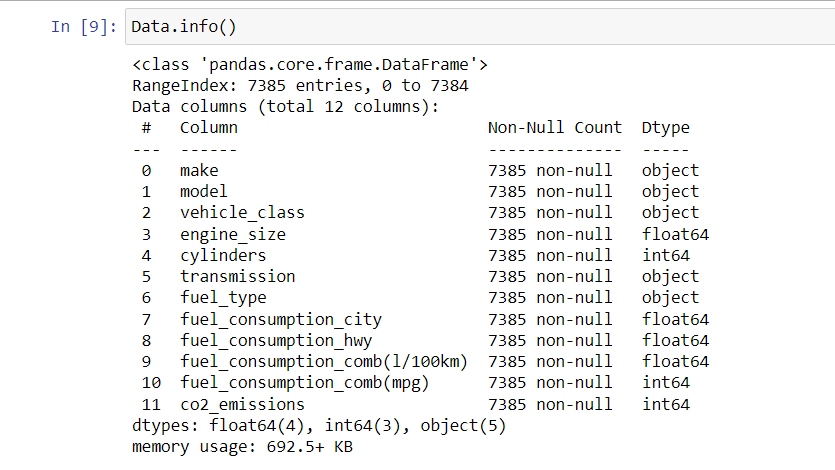 In [9]: Data.info()
<class 'pandas.core.frame.DataFrame'>
RangeIndex: 7385 entries, 0 to 7384
Data columns (total 12 columns):
 #   Column                     Non-Null Count  Dtype
---  ------                     --------------  -----
 0   make                       7385 non-null   object
 1   model                      7385 non-null   object
 2   vehicle_class              7385 non-null   object
 3   engine_size                7385 non-null   float64
 4   cylinders                  7385 non-null   int64
 5   transmission               7385 non-null   object
 6   fuel_type                  7385 non-null   object
 7   fuel_consumption_city      7385 non-null   float64
 8   fuel_consumption_hwy       7385 non-null   float64
 9   fuel_consumption_comb(l/100km)  7385 non-null   float64
 10  fuel_consumption_comb(mpg)  7385 non-null   int64
 11  co2_emissions              7385 non-null   int64
dtypes: float64(4), int64(3), object(5)
memory usage: 692.5+ KB